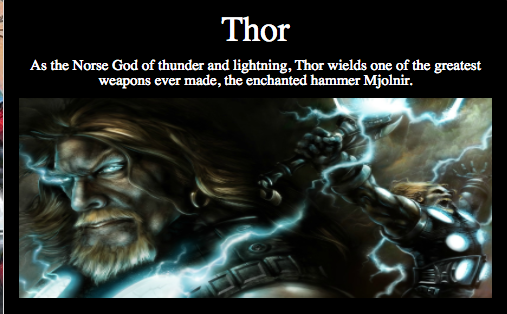 Thor
As the Norse God of thunder and lightning, Thor wields one of the greatest
weapons ever made, the enchanted hammer Mjolnir.